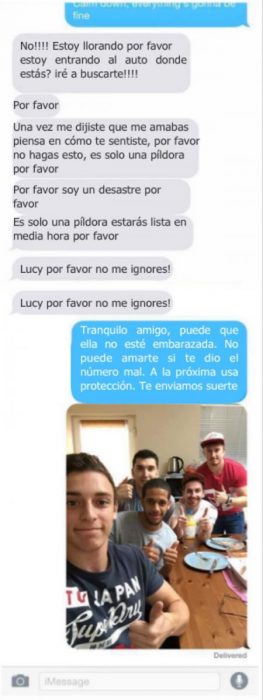 Calm down, everything's gonna be
fine
No!!!! Estoy llorando por favor
estoy entrando al auto donde
estás? iré a buscarte!!!!
Por favor
Una vez me dijiste que me amabas
piensa en cómo te sentiste, por favor
no hagas esto, es solo una píldora
por favor
Por favor soy un desastre por
favor
Es solo una píldora estarás lista en
media hora por favor
Lucy por favor no me ignores!
Lucy por favor no me ignores!
Tranquilo amigo, puede que
ella no esté embarazada. No
puede amarte si te dio el
número mal. A la próxima usa
protección. Te enviamos suerte
RA PAN
Superdry
Delivered
iMessage